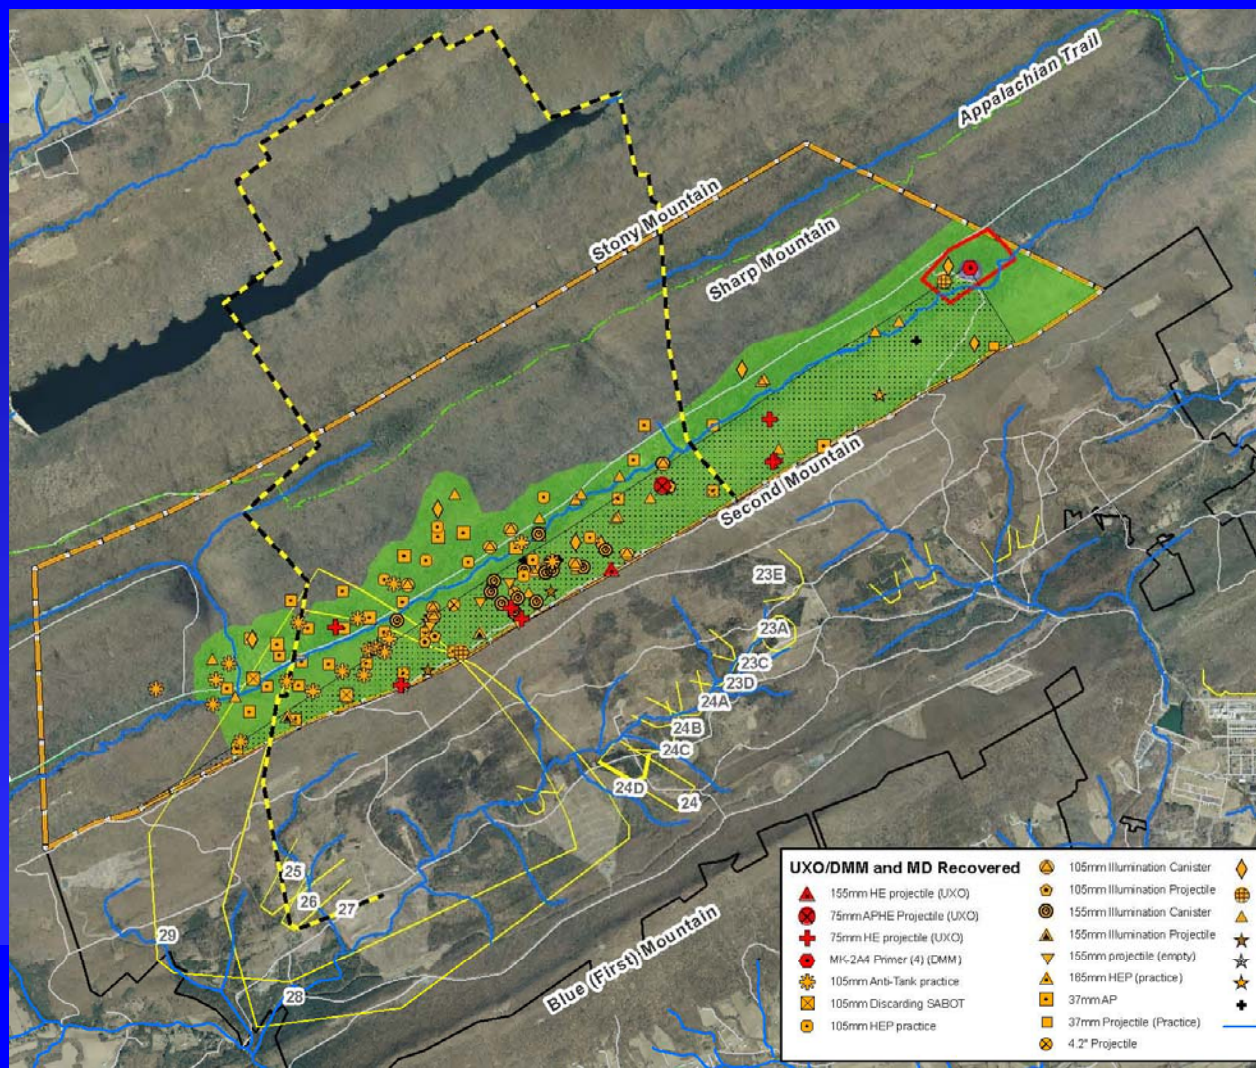 Appalachian Trail
Stony Mountain
Sharp Mountain
Second Mountain
23E
23A
23C
23D
24A
24B
24C
24D
24
25
26
27
29
28
Blue (First) Mountain
UXO/DMM and MD Recovered
155mm HE projectile (UXO)
75mm APHE Projectile (UXO)
75mm HE projectile (UXO)
MK-2A4 Primer (4) (DMM)
105mm Anti-Tank practice
105mm Discarding SABOT
105mm HEP practice
105mm Illumination Canister
105mm Illumination Projectile
155mm Illumination Canister
155mm Illumination Projectile
155mm projectile (empty)
165mm HEP (practice)
37mm AP
37mm Projectile (Practice)
4.2" Projectile